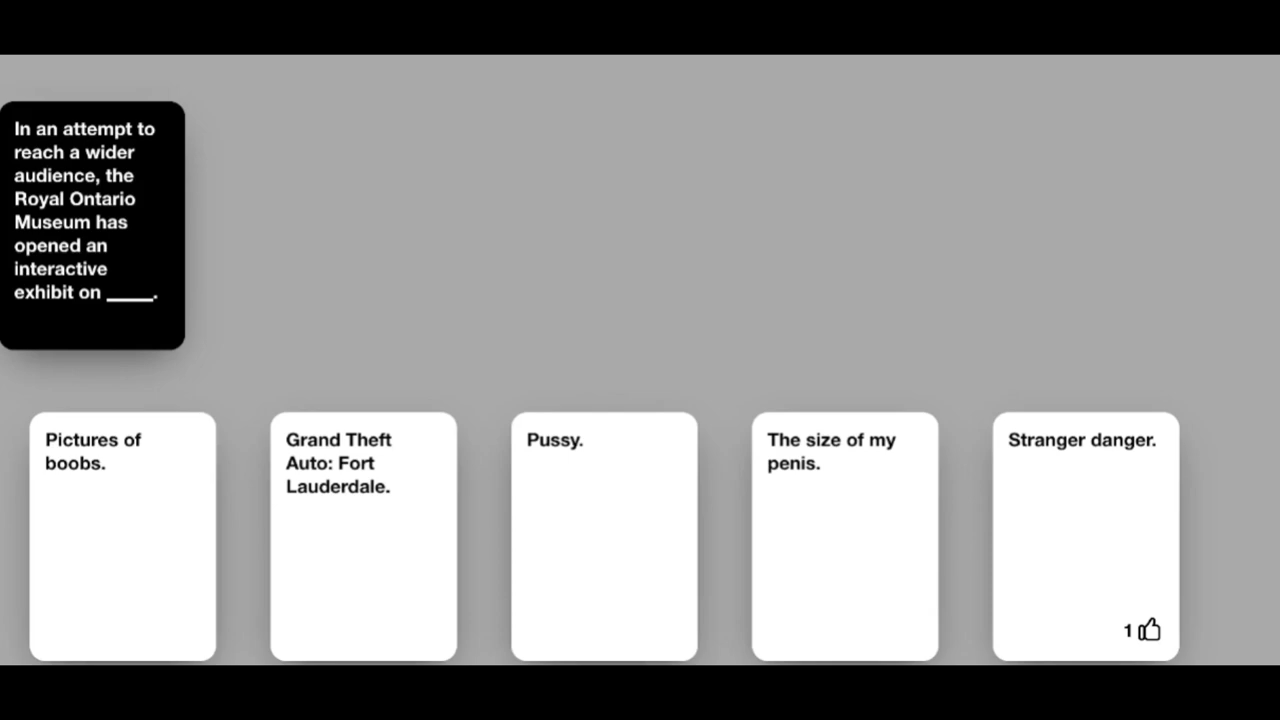 In an attempt to
reach a wider
audience, the
Royal Ontario
Museum has
opened an
interactive
exhibit on _____.
Pictures of
boobs.
Grand Theft
Auto: Fort
Lauderdale.
Pussy.
The size of my
penis.
Stranger danger.
1